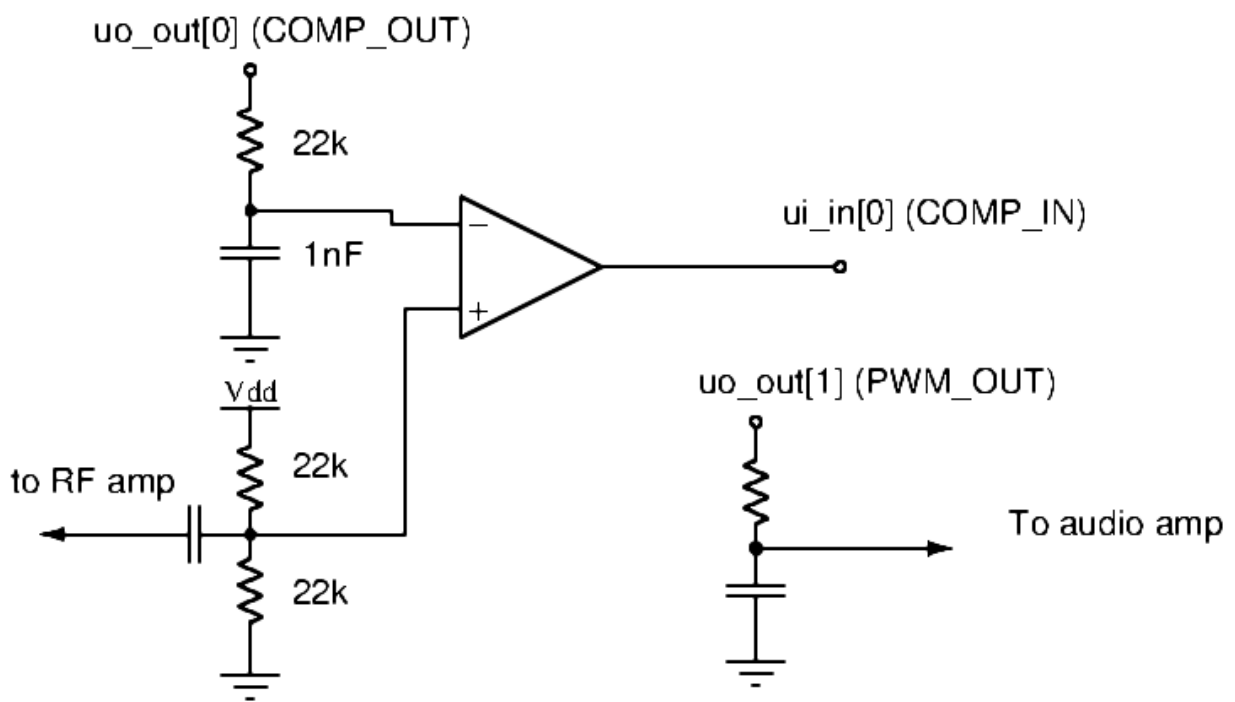 uo_out[0] (COMP_OUT)
22k
1nF
−
+
ui_in[0] (COMP_IN)
Vdd
22k
to RF amp
22k
uo_out[1] (PWM_OUT)
To audio amp